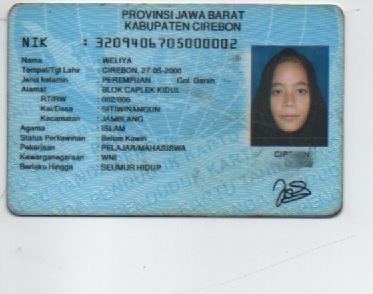 PROVINSI JAWA BARAT
KABUPATEN CIREBON
NIK : 3209406705000002
Nama : WELIYA
Tempat/Tgl Lahir : CIREBON, 27-05-2000
Jenis kelamin : PEREMPUAN Gol. Darah
Alamat : BLOK CAPLEK KIDUL
RT/RW : 002/006
Kel/Desa : SITIWINANGUN
Kecamatan : JAMBLANG
Agama : ISLAM
Status Perkawinan : Belum Kawin
Pekerjaan : PELAJAR/MAHASISWA
Kewarganegaraan : WNI
Berlaku Hingga : SEUMUR HIDUP